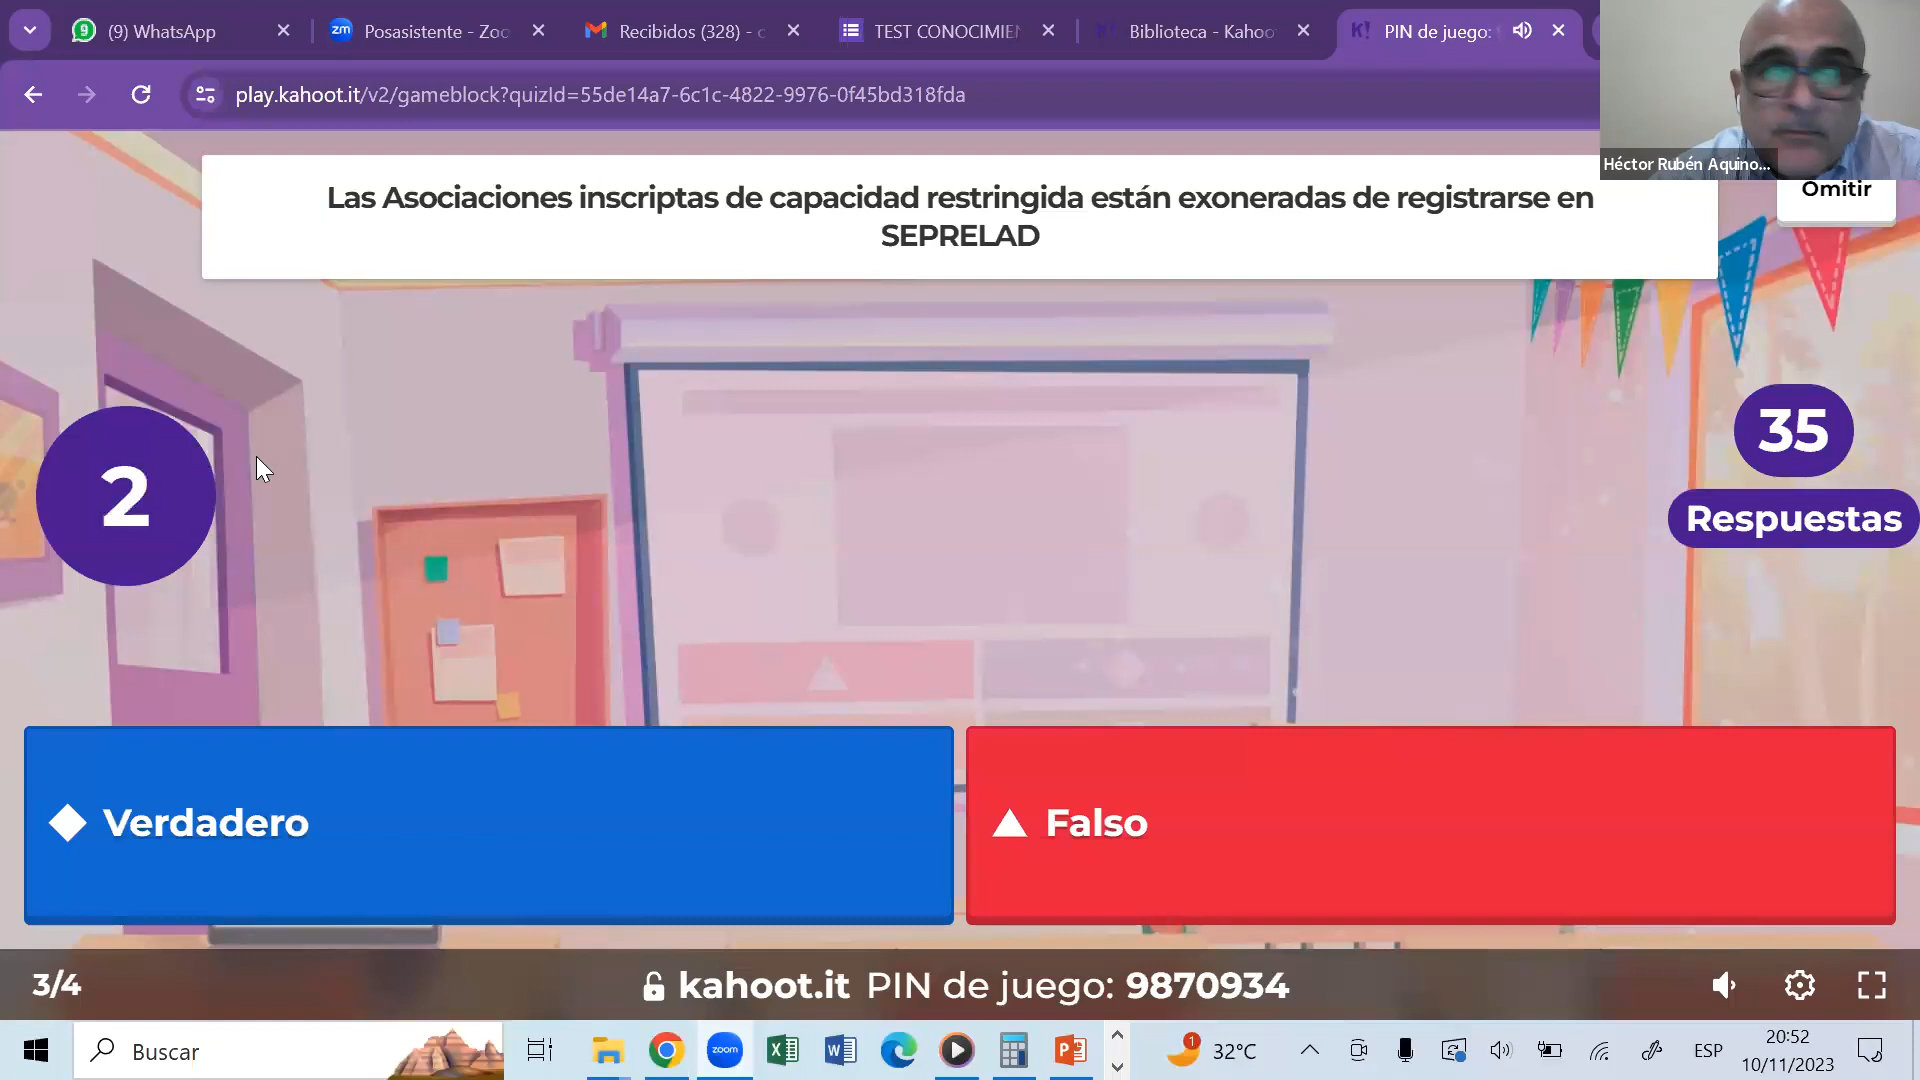 (9) WhatsApp
Posasistente - Zoo
Recibidos (328) - c
TEST CONOCIMIEN
Biblioteca - Kahoo
PIN de juego:
play.kahoot.it/v2/gameblock?quizId=55de14a7-6c1c-4822-9976-0f45bd318fda
Héctor Rubén Aquino...
Omitir
Las Asociaciones inscriptas de capacidad restringida están exoneradas de registrarse en
SEPRELAD
2
35
Respuestas
Verdadero
Falso
3/4
kahoot.it PIN de juego: 9870934
Buscar
zoom
1
32°C
ESP
20:52
10/11/2023